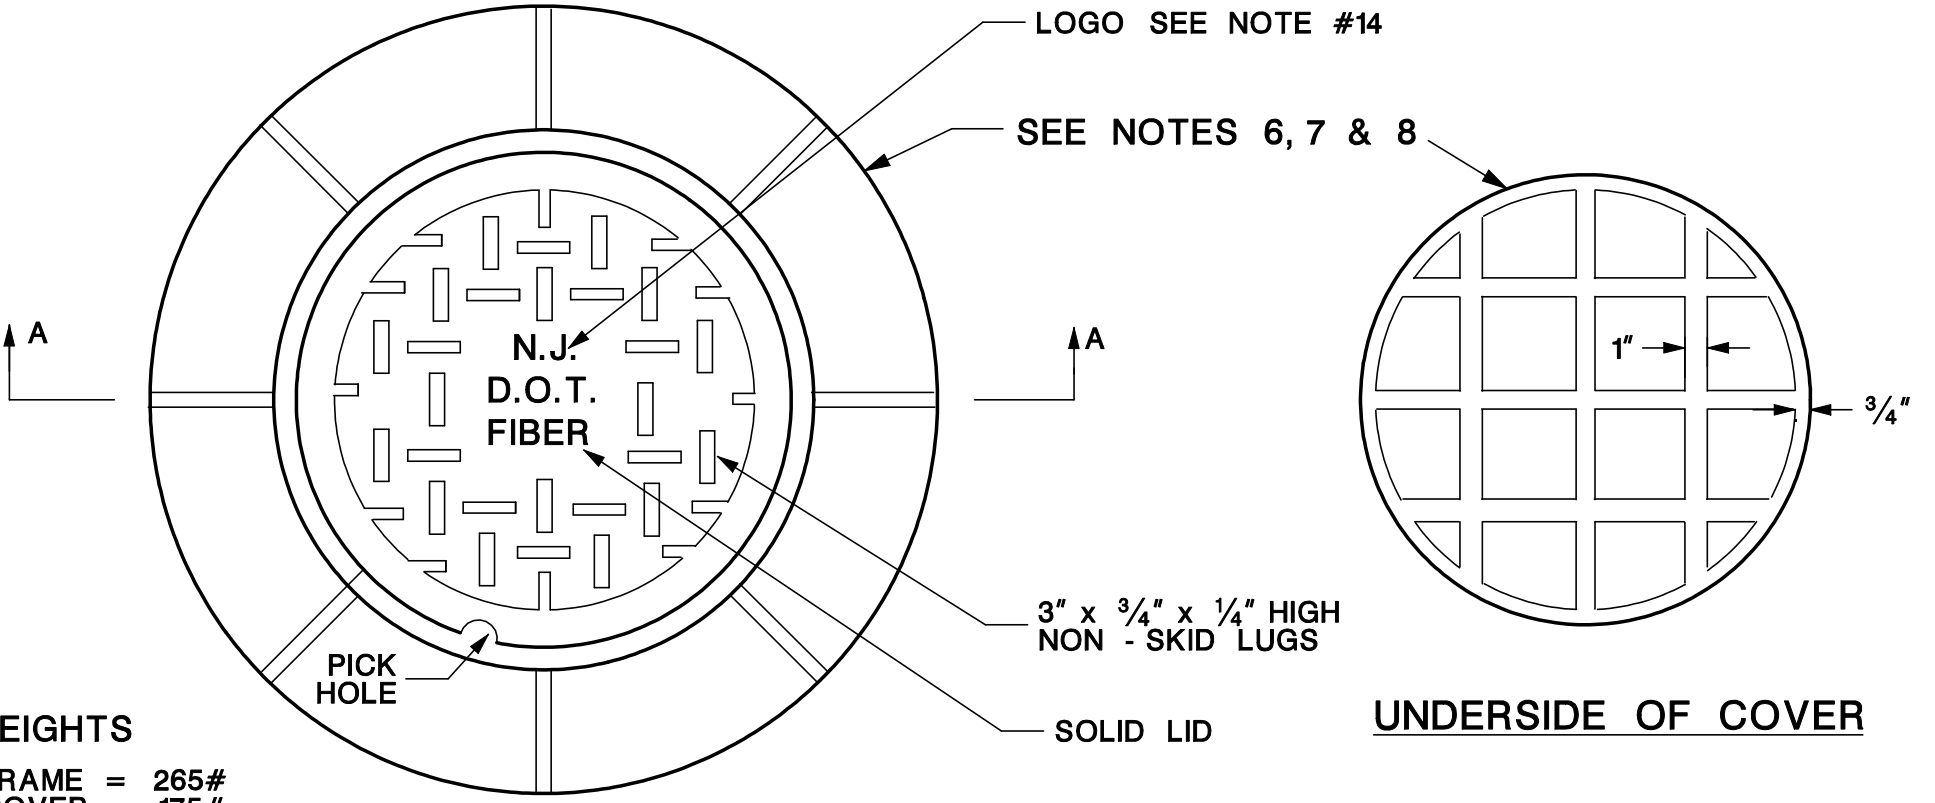 LOGO SEE NOTE #14
SEE NOTES 6, 7 & 8
A
A
N.J.
D.O.T.
FIBER
1"
3/4"
3" x 3/4" x 1/4" HIGH
NON - SKID LUGS
PICK
HOLE
SOLID LID
UNDERSIDE OF COVER
EIGHTS
RAME = 265#